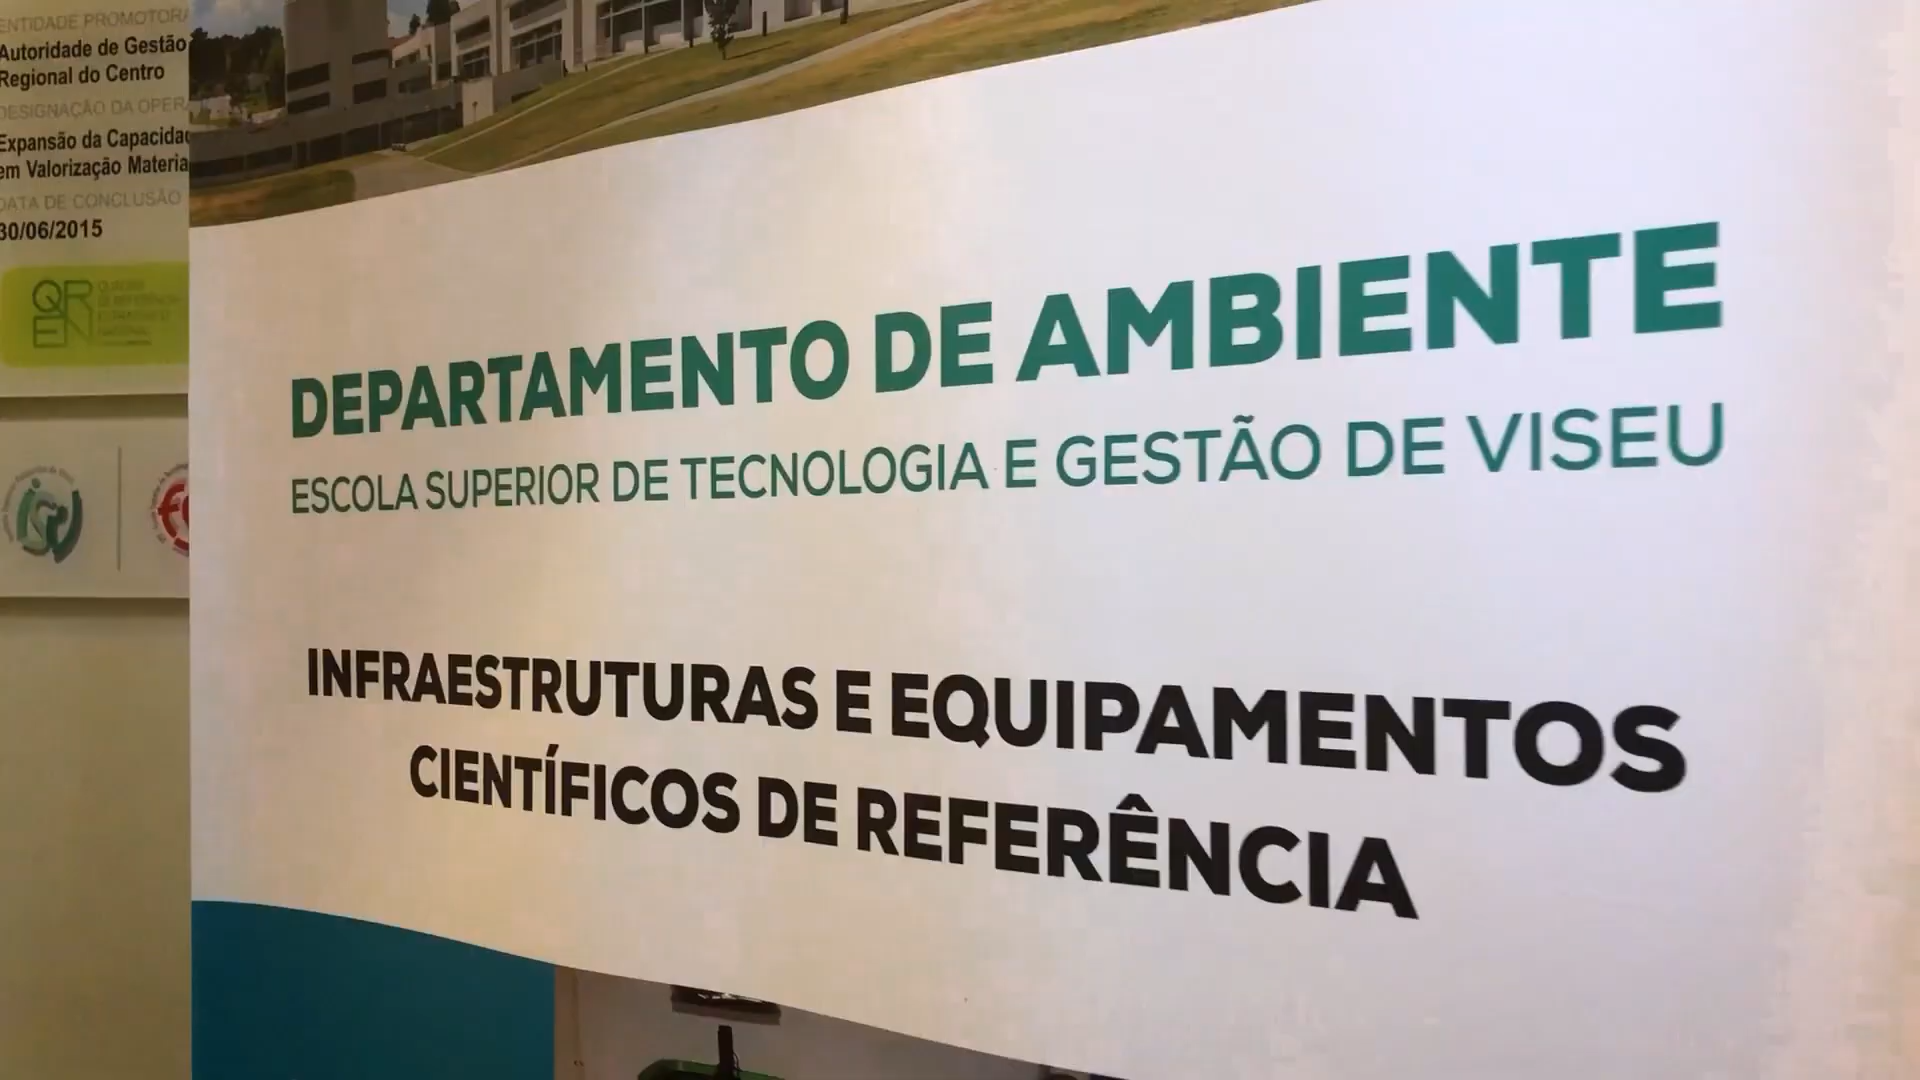 ENTIDADE PROMOTORA
Autoridade de Gestão
Regional do Centro
DESIGNAÇÃO DA OPERA
Expansão da Capacidad
em Valorização Materia
DATA DE CONCLUSÃO
30/06/2015
QR
EN
DEPARTAMENTO DE AMBIENTE
ESCOLA SUPERIOR DE TECNOLOGIA E GESTÃO DE VISEU
INFRAESTRUTURAS E EQUIPAMENTOS
CIENTÍFICOS DE REFERÊNCIA